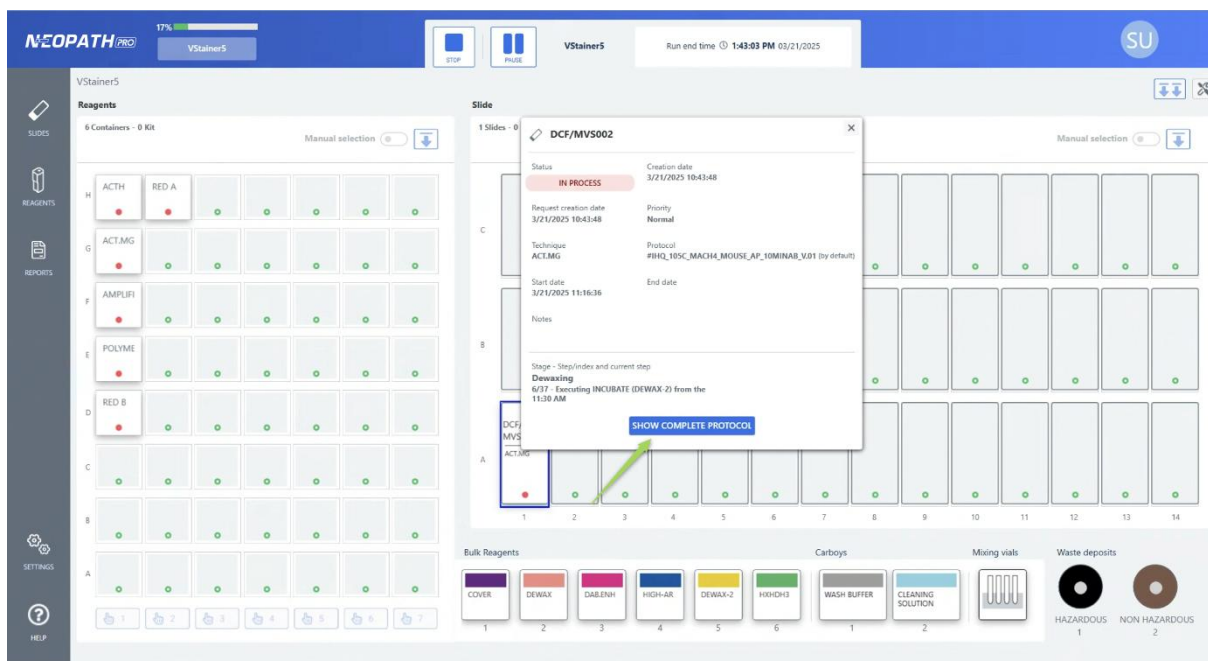 NEOPATH PRO
17%
VStainer5
STOP
PAUSE
VStainer5
Run end time 1:43:03 PM 03/21/2025
SU
SLIDES
REAGENTS
REPORTS
SETTINGS
HELP
VStainer5
Reagents
6 Containers - 0 Kit
Manual selection
H
ACTH
RED A
G
ACT.MG
F
AMPLIFI
E
POLYME
D
RED B
C
B
A
1 2 3 4 5 6 7
Slide
1 Slides - 0
Manual selection
C
B
A
DCF/MVS002
×
Status
IN PROCESS
Creation date
3/21/2025 10:43:48
Request creation date
3/21/2025 10:43:48
Priority
Normal
Technique
ACT.MG
Protocol
#IHQ_105C_MACH4_MOUSE_AP_10MINAB_V.01 (by default)
Start date
3/21/2025 11:16:36
End date
Notes
Stage - Step/index and current step
Dewaxing
6/37 - Executing INCUBATE (DEWAX-2) from the
11:30 AM
SHOW COMPLETE PROTOCOL
DCF/
MVS
ACT.MG
1 2 3 4 5 6 7 8 9 10 11 12 13 14
Bulk Reagents
COVER
DEWAX
DAB.ENH
HIGH-AR
DEWAX-2
HXHDH3
1 2 3 4 5 6
Carboys
WASH BUFFER
CLEANING
SOLUTION
1 2
Mixing vials
Waste deposits
HAZARDOUS
1
NON HAZARDOUS
2